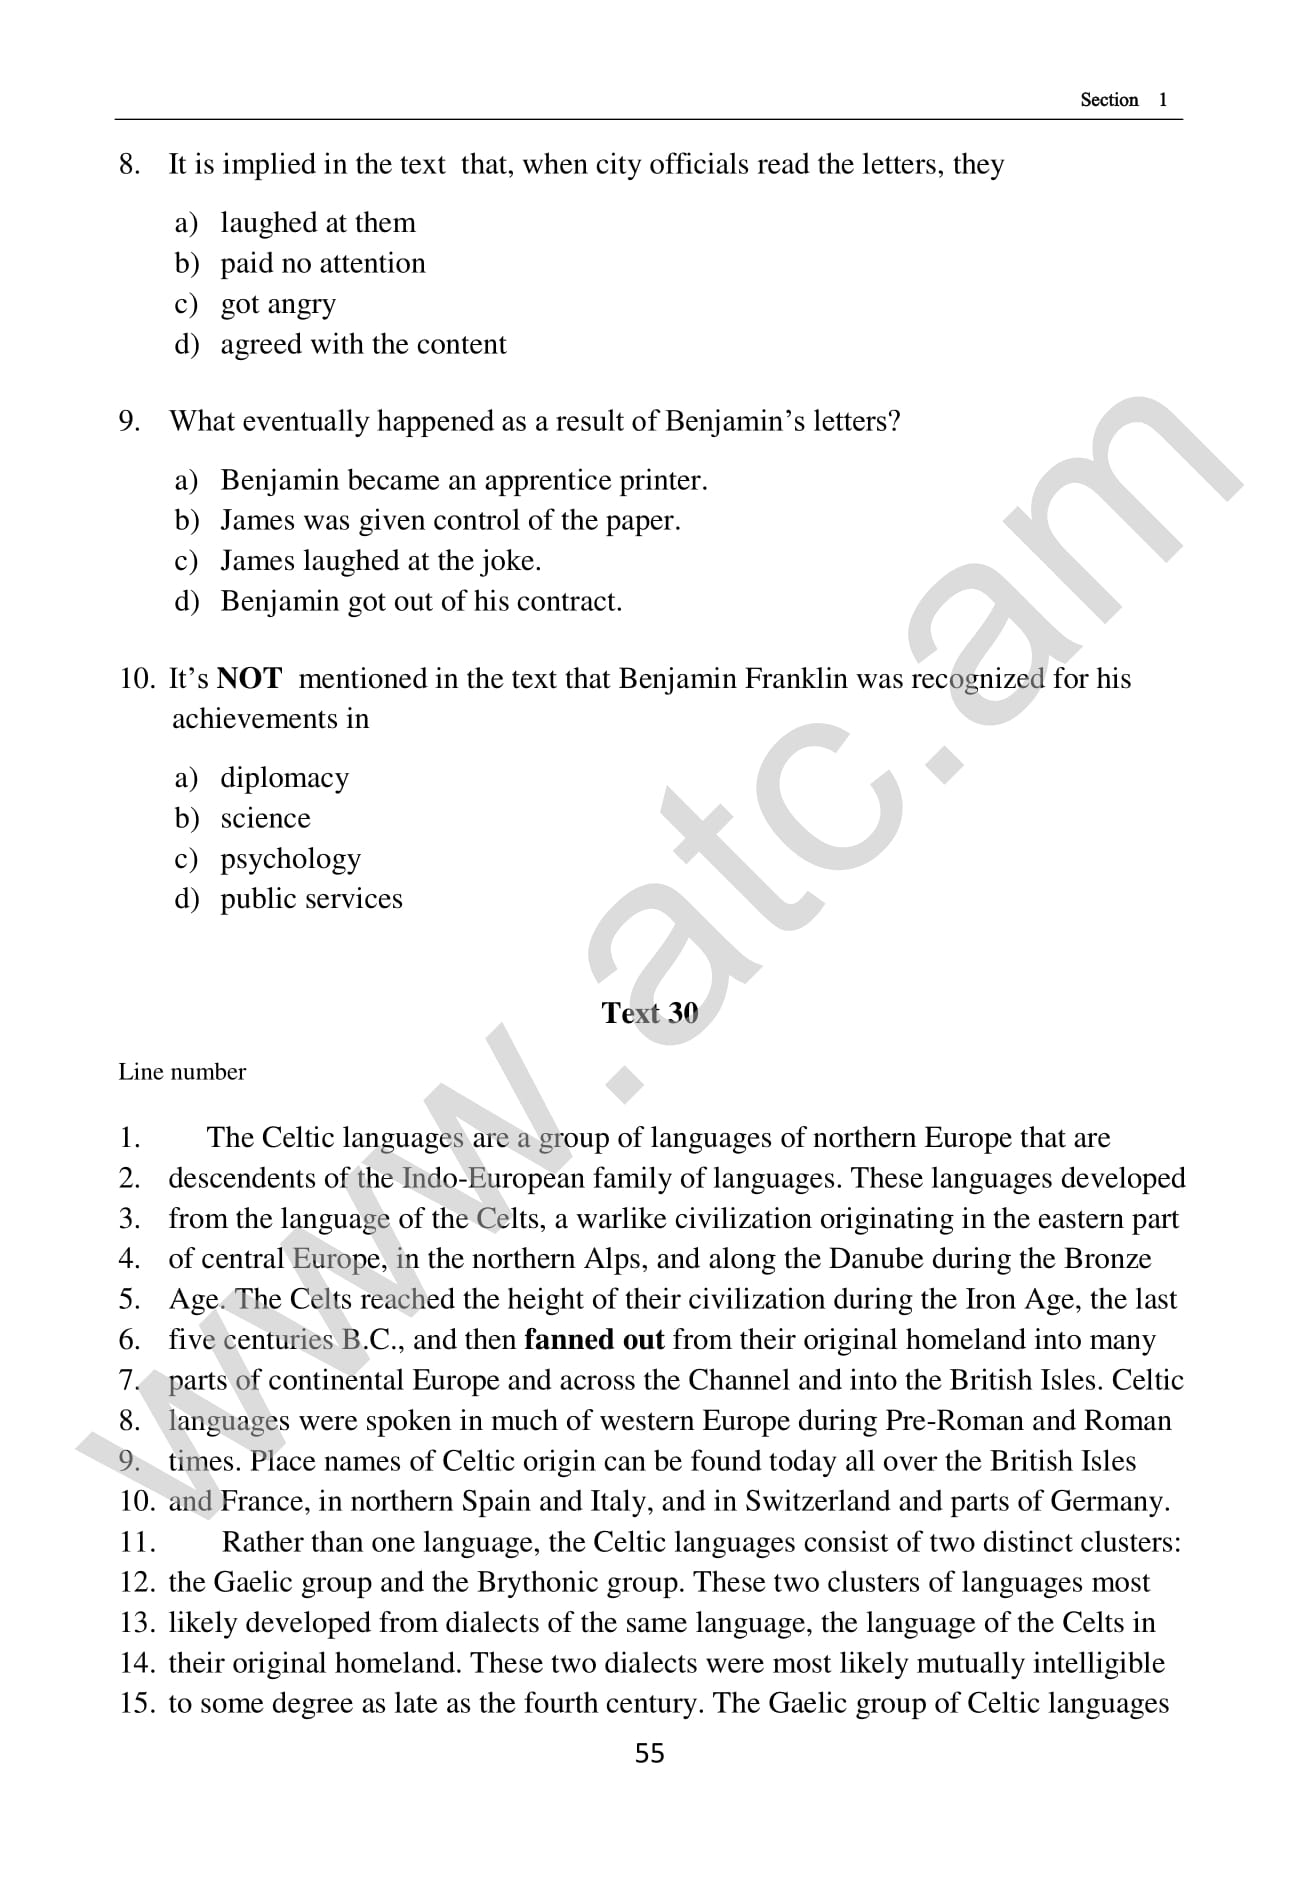 Section 1
8. It is implied in the text that, when city officials read the letters, they
a) laughed at them
b) paid no attention
c) got angry
d) agreed with the content
9. What eventually happened as a result of Benjamin’s letters?
a) Benjamin became an apprentice printer.
b) James was given control of the paper.
c) James laughed at the joke.
d) Benjamin got out of his contract.
10. It’s NOT mentioned in the text that Benjamin Franklin was recognized for his
achievements in
a) diplomacy
b) science
c) psychology
d) public services
Text 30
Line number
1. The Celtic languages are a group of languages of northern Europe that are
2. descendents of the Indo-European family of languages. These languages developed
3. from the language of the Celts, a warlike civilization originating in the eastern part
4. of central Europe, in the northern Alps, and along the Danube during the Bronze
5. Age. The Celts reached the height of their civilization during the Iron Age, the last
6. five centuries B.C., and then fanned out from their original homeland into many
7. parts of continental Europe and across the Channel and into the British Isles. Celtic
8. languages were spoken in much of western Europe during Pre-Roman and Roman
9. times. Place names of Celtic origin can be found today all over the British Isles
10. and France, in northern Spain and Italy, and in Switzerland and parts of Germany.
11. Rather than one language, the Celtic languages consist of two distinct clusters:
12. the Gaelic group and the Brythonic group. These two clusters of languages most
13. likely developed from dialects of the same language, the language of the Celts in
14. their original homeland. These two dialects were most likely mutually intelligible
15. to some degree as late as the fourth century. The Gaelic group of Celtic languages
55
www.atc.am